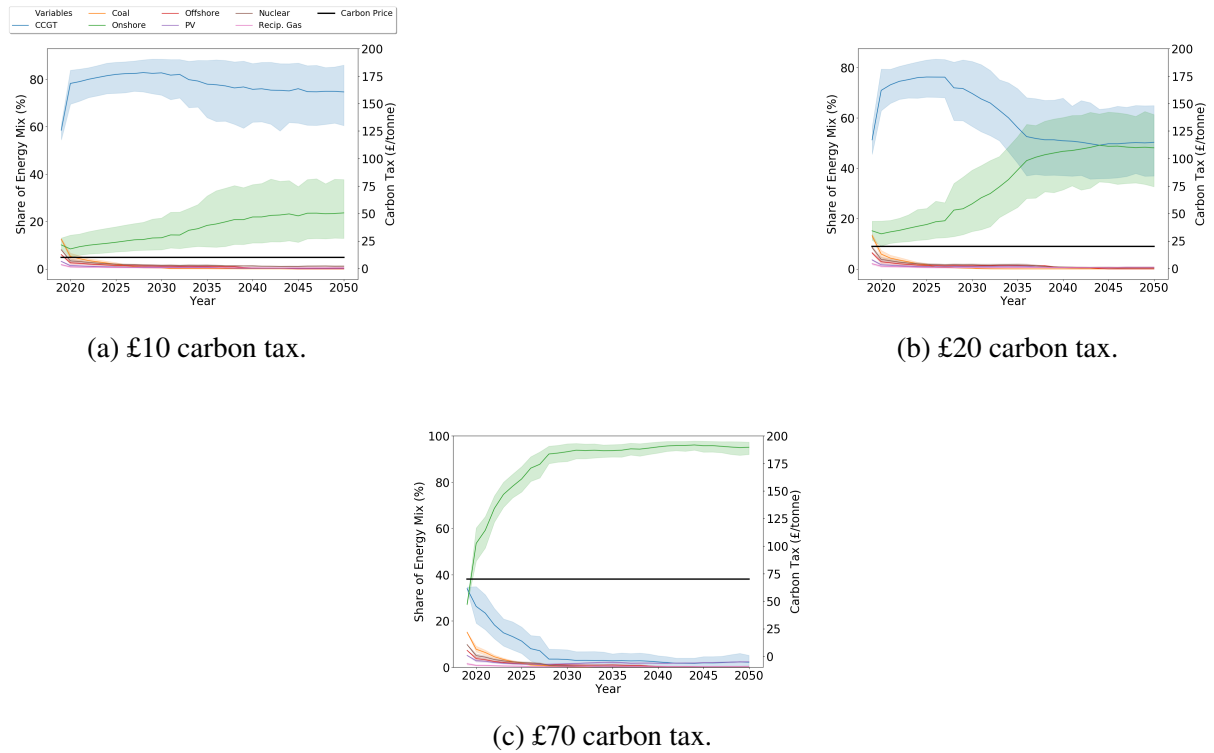 Variables Coal Offshore Nuclear Carbon Price
CCGT Onshore PV Recip. Gas
Share of Energy Mix (%)
80
60
40
20
0
200
175
150
125
100
75
50
25
0
Carbon Tax (£/tonne)
2020 2025 2030 2035 2040 2045 2050
Year
(a) £10 carbon tax.
Share of Energy Mix (%)
80
60
40
20
0
200
175
150
125
100
75
50
25
0
Carbon Tax (£/tonne)
2020 2025 2030 2035 2040 2045 2050
Year
(b) £20 carbon tax.
Share of Energy Mix (%)
100
80
60
40
20
0
200
175
150
125
100
75
50
25
0
Carbon Tax (£/tonne)
2020 2025 2030 2035 2040 2045 2050
Year
(c) £70 carbon tax.